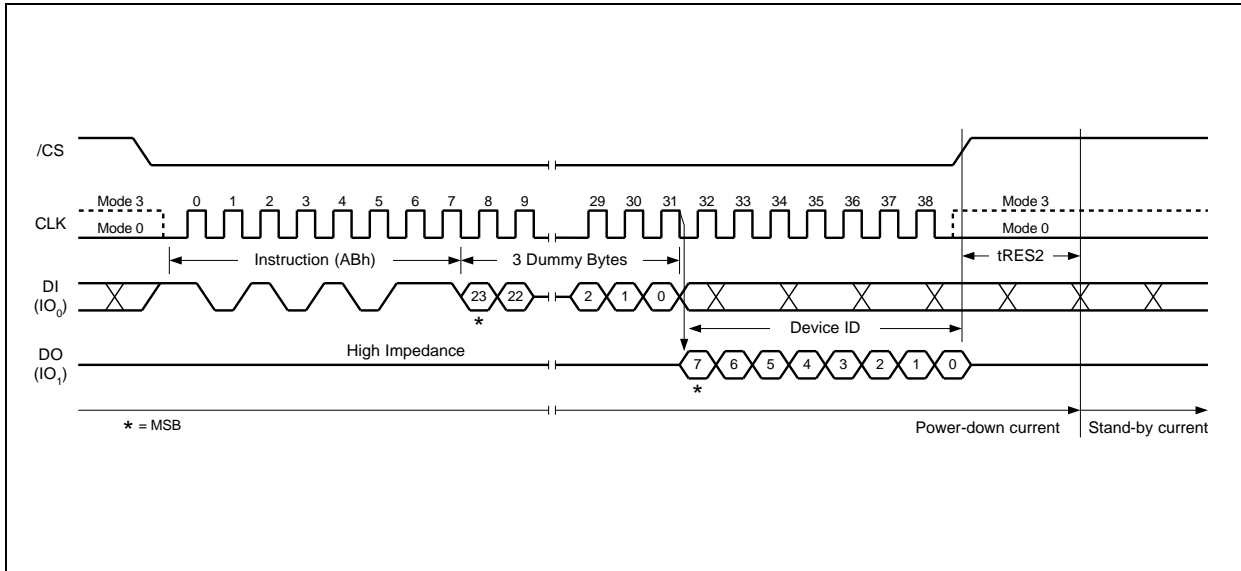 /CS
Mode 3 0 1 2 3 4 5 6 7 8 9 29 30 31 32 33 34 35 36 37 38 Mode 3
CLK
Mode 0 Mode 0
Instruction (ABh) 3 Dummy Bytes tRES2
DI
(IO0) 23 22 2 1 0
*
Device ID
High Impedance
DO
(IO1) 7 6 5 4 3 2 1 0
*
* = MSB Power-down current Stand-by current